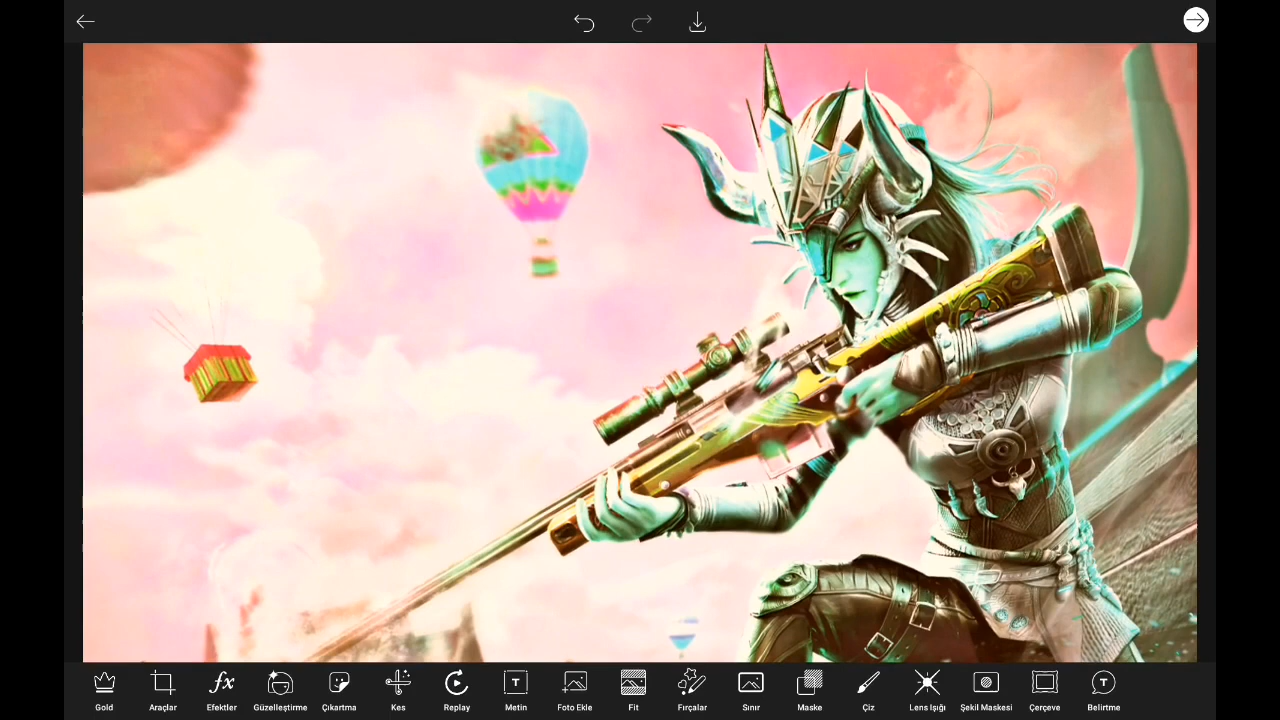 Gold Araçlar Efektler Güzelleştirme Çıkartma Kes Replay Metin Foto Ekle Fit Fırçalar Sınır Maske Çiz Lens Işığı Şekil Maskesi Çerçeve Belirtme